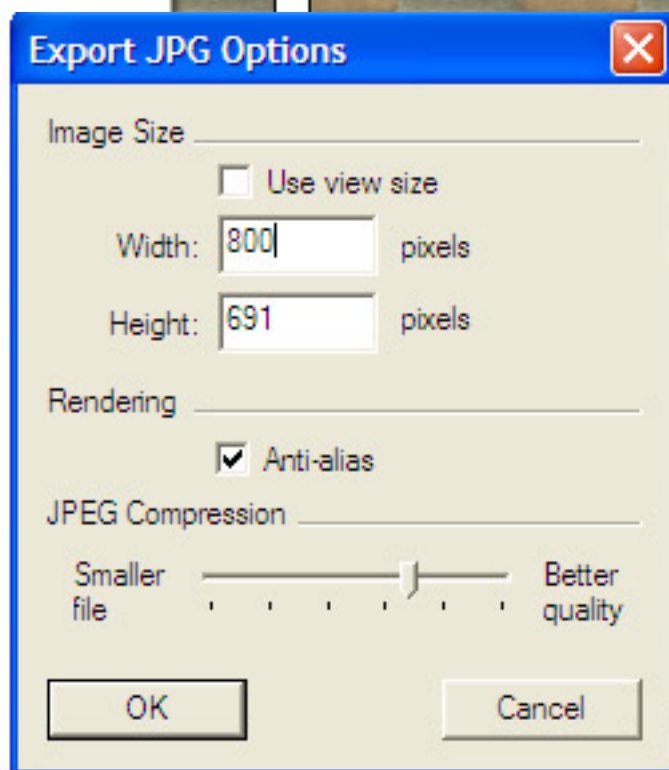 Export JPG Options
Image Size
Use view size
Width: 800 pixels
Height: 691 pixels
Rendering
Anti-alias
JPEG Compression
Smaller file
Better quality
OK
Cancel